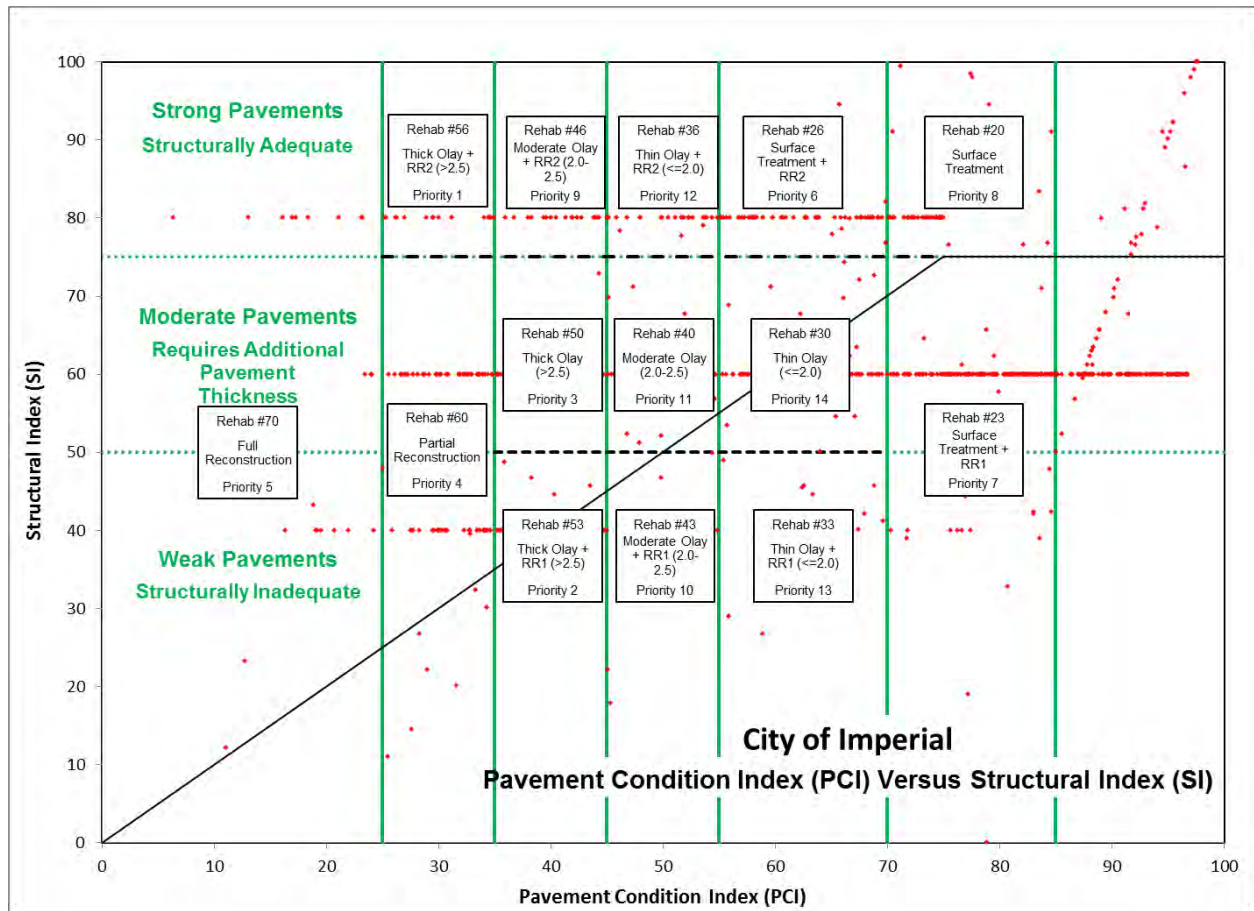 100
90
80
70
60
50
40
30
20
10
0
Structural Index (SI)
Strong Pavements
Structurally Adequate
Rehab #56
Thick Olay +
RR2 (>2.5)
Priority 1
Rehab #46
Moderate Olay
+ RR2 (2.0-
2.5)
Priority 9
Rehab #36
Thin Olay +
RR2 (<=2.0)
Priority 12
Rehab #26
Surface
Treatment +
RR2
Priority 6
Rehab #20
Surface
Treatment
Priority 8
Moderate Pavements
Requires Additional
Pavement
Thickness
Rehab #50
Thick Olay
(>2.5)
Priority 3
Rehab #40
Moderate Olay
(2.0-2.5)
Priority 11
Rehab #30
Thin Olay
(<=2.0)
Priority 14
Rehab #70
Full
Reconstruction
Priority 5
Rehab #60
Partial
Reconstruction
Priority 4
Rehab #23
Surface
Treatment +
RR1
Priority 7
Weak Pavements
Structurally Inadequate
Rehab #53
Thick Olay +
RR1 (>2.5)
Priority 2
Rehab #43
Moderate Olay
+ RR1 (2.0-
2.5)
Priority 10
Rehab #33
Thin Olay +
RR1 (<=2.0)
Priority 13
City of Imperial
Pavement Condition Index (PCI) Versus Structural Index (SI)
0 10 20 30 40 50 60 70 80 90 100
Pavement Condition Index (PCI)